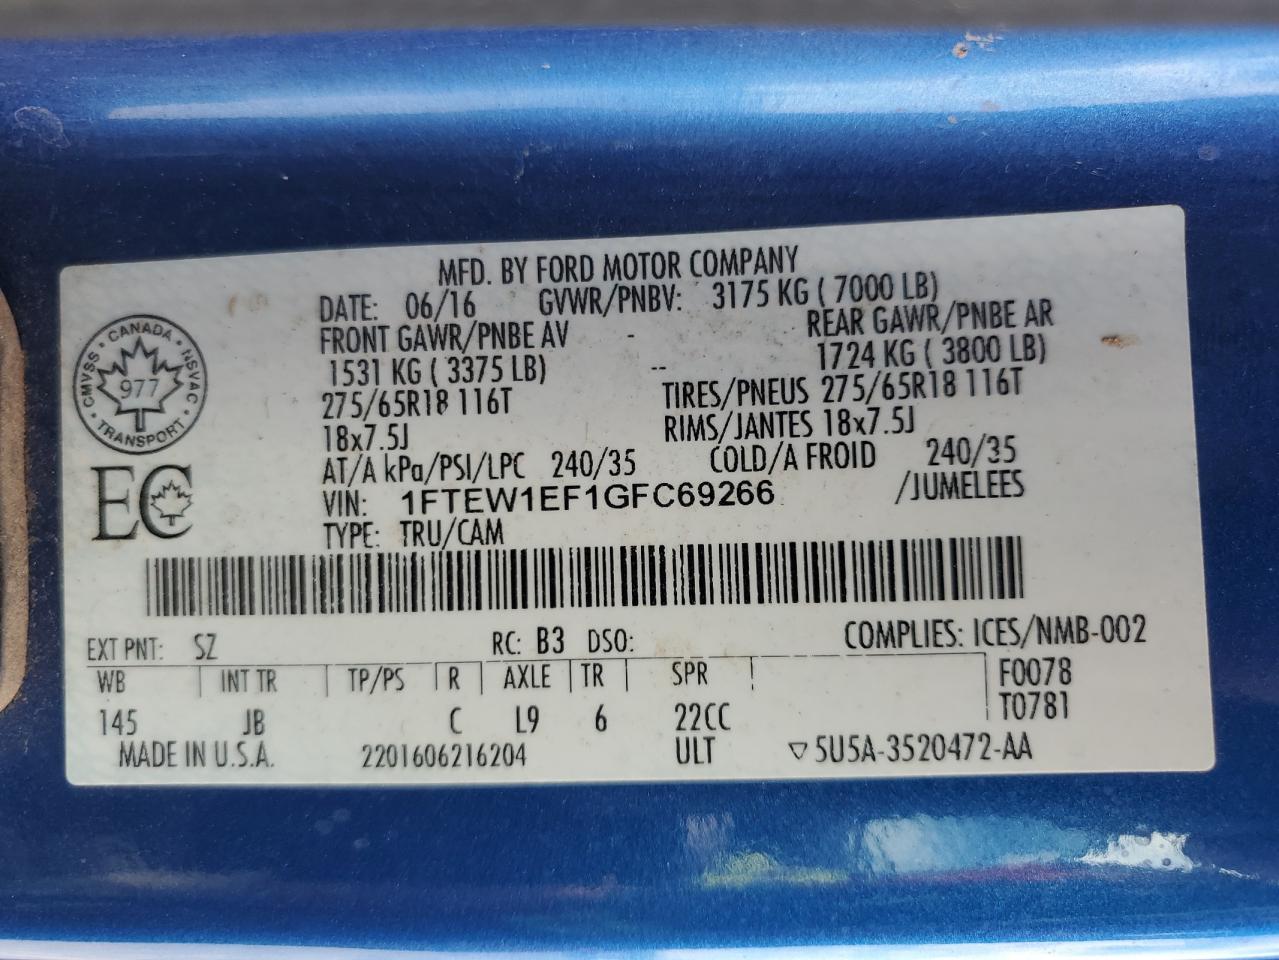 MFD. BY FORD MOTOR COMPANY
DATE: 06/16 GVWR/PNBV: 3175 KG ( 7000 LB)
FRONT GAWR/PNBE AV - REAR GAWR/PNBE AR
1531 KG ( 3375 LB) -- 1724 KG ( 3800 LB)
275/65R18 116T TIRES/PNEUS 275/65R18 116T
18x7.5J RIMS/JANTES 18x7.5J
AT/A kPa/PSI/LPC 240/35 COLD/A FROID 240/35
VIN: 1FTEW1EF1GFC69266 /JUMELEES
TYPE: TRU/CAM
CANADA
CMVSS 977 NSVAC
TRANSPORT
EC
EXT PNT: SZ RC: B3 DSO: COMPLIES: ICES/NMB-002
WB INT TR TP/PS R AXLE TR SPR F0078
145 JB C L9 6 22CC T0781
MADE IN U.S.A. 2201606216204 ULT ▽5U5A-3520472-AA